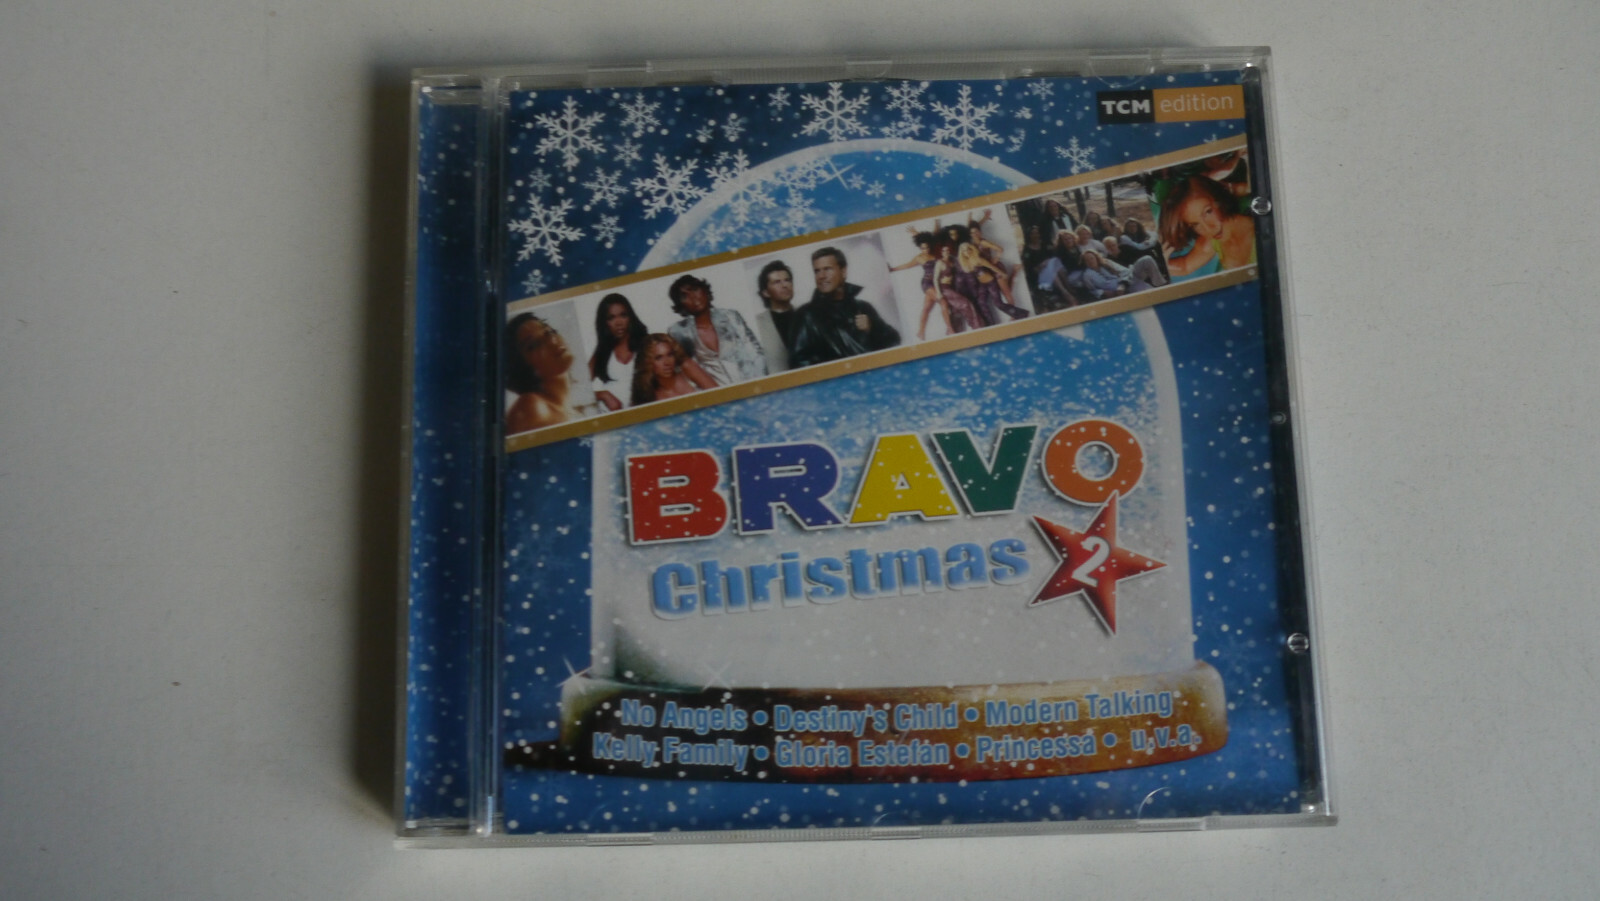 TCM edition
BRAVO
Christmas 2
No Angels • Destiny's Child • Modern Talking
Kelly Family • Gloria Estefan • Princessa • u.v.a.